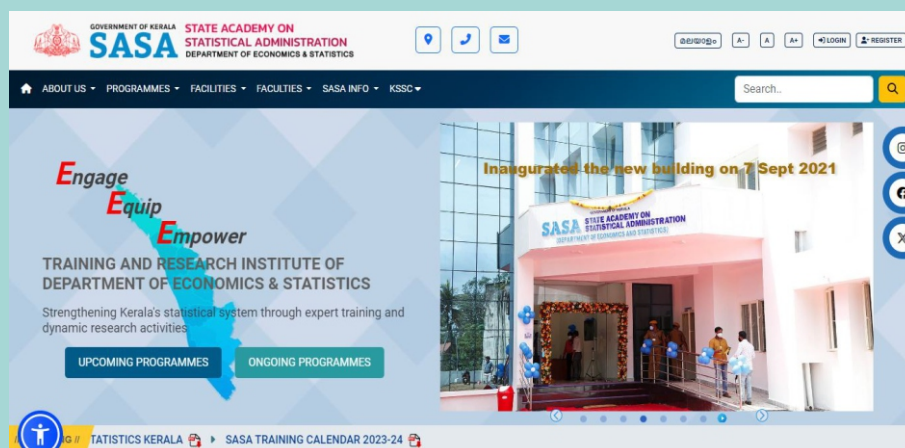 GOVERNMENT OF KERALA
SASA
STATE ACADEMY ON
STATISTICAL ADMINISTRATION
DEPARTMENT OF ECONOMICS & STATISTICS
മലയാളം A- A A+ LOGIN REGISTER
ABOUT US PROGRAMMES FACILITIES FACULTIES SASA INFO KSSC Search..
Engage
Equip
Empower
TRAINING AND RESEARCH INSTITUTE OF
DEPARTMENT OF ECONOMICS & STATISTICS
Strengthening Kerala's statistical system through expert training and
dynamic research activities
UPCOMING PROGRAMMES ONGOING PROGRAMMES
Inaugurated the new building on 7 Sept 2021
GOVERNMENT OF KERALA
SASA STATE ACADEMY ON
STATISTICAL ADMINISTRATION
DEPARTMENT OF ECONOMICS AND STATISTICS
TATISTICS KERALA SASA TRAINING CALENDAR 2023-24